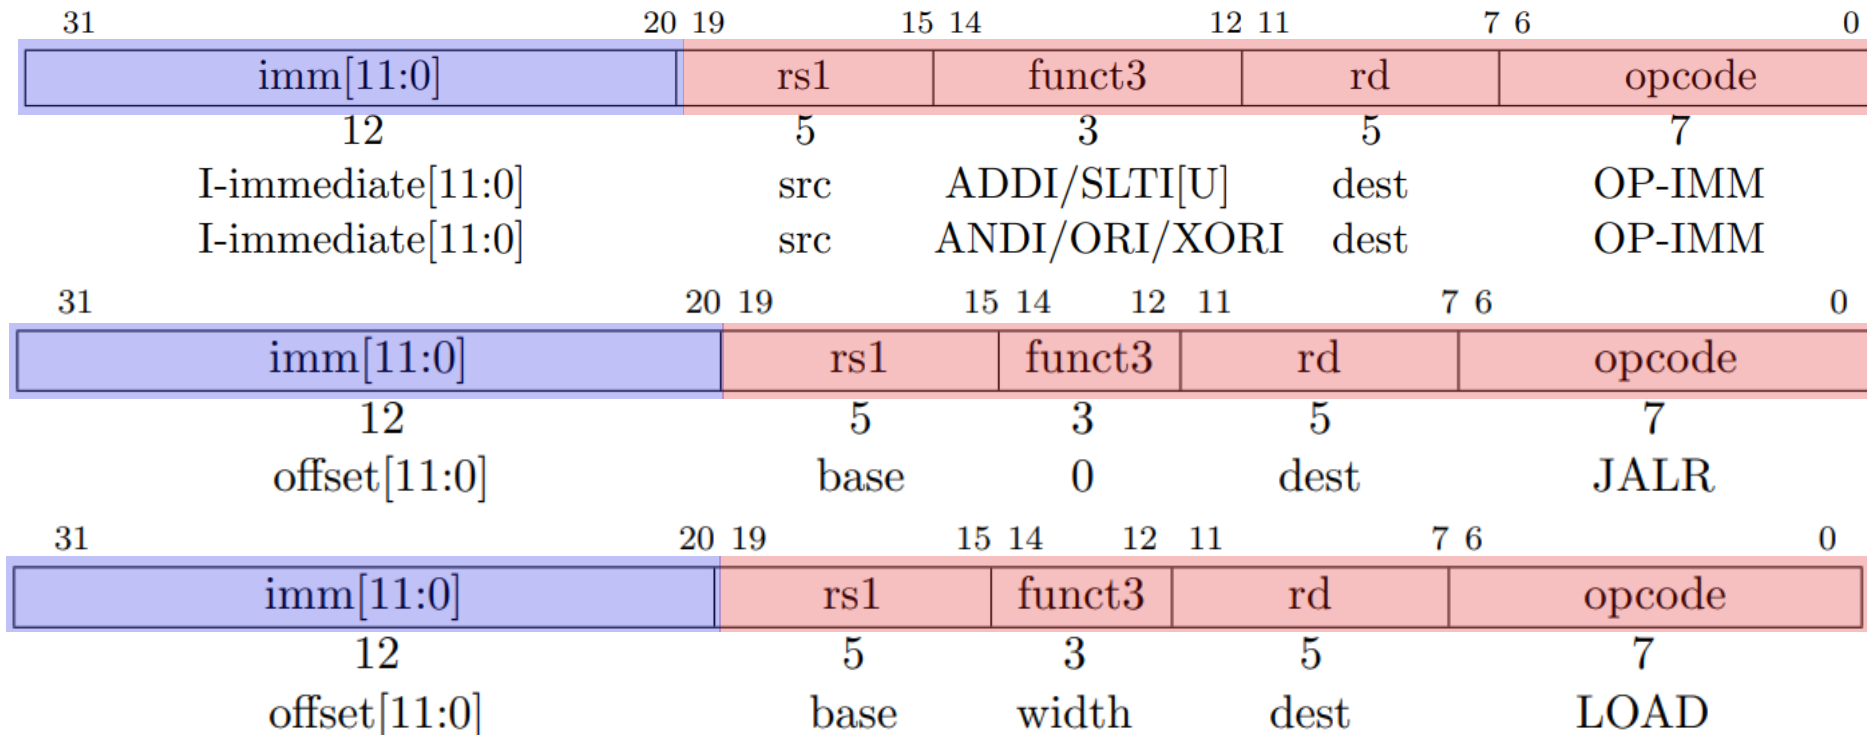 31 20 19 15 14 12 11 7 6 0
imm[11:0] rs1 funct3 rd opcode
12 5 3 5 7
I-immediate[11:0] src ADDI/SLTI[U] dest OP-IMM
I-immediate[11:0] src ANDI/ORI/XORI dest OP-IMM
31 20 19 15 14 12 11 7 6 0
imm[11:0] rs1 funct3 rd opcode
12 5 3 5 7
offset[11:0] base 0 dest JALR
31 20 19 15 14 12 11 7 6 0
imm[11:0] rs1 funct3 rd opcode
12 5 3 5 7
offset[11:0] base width dest LOAD